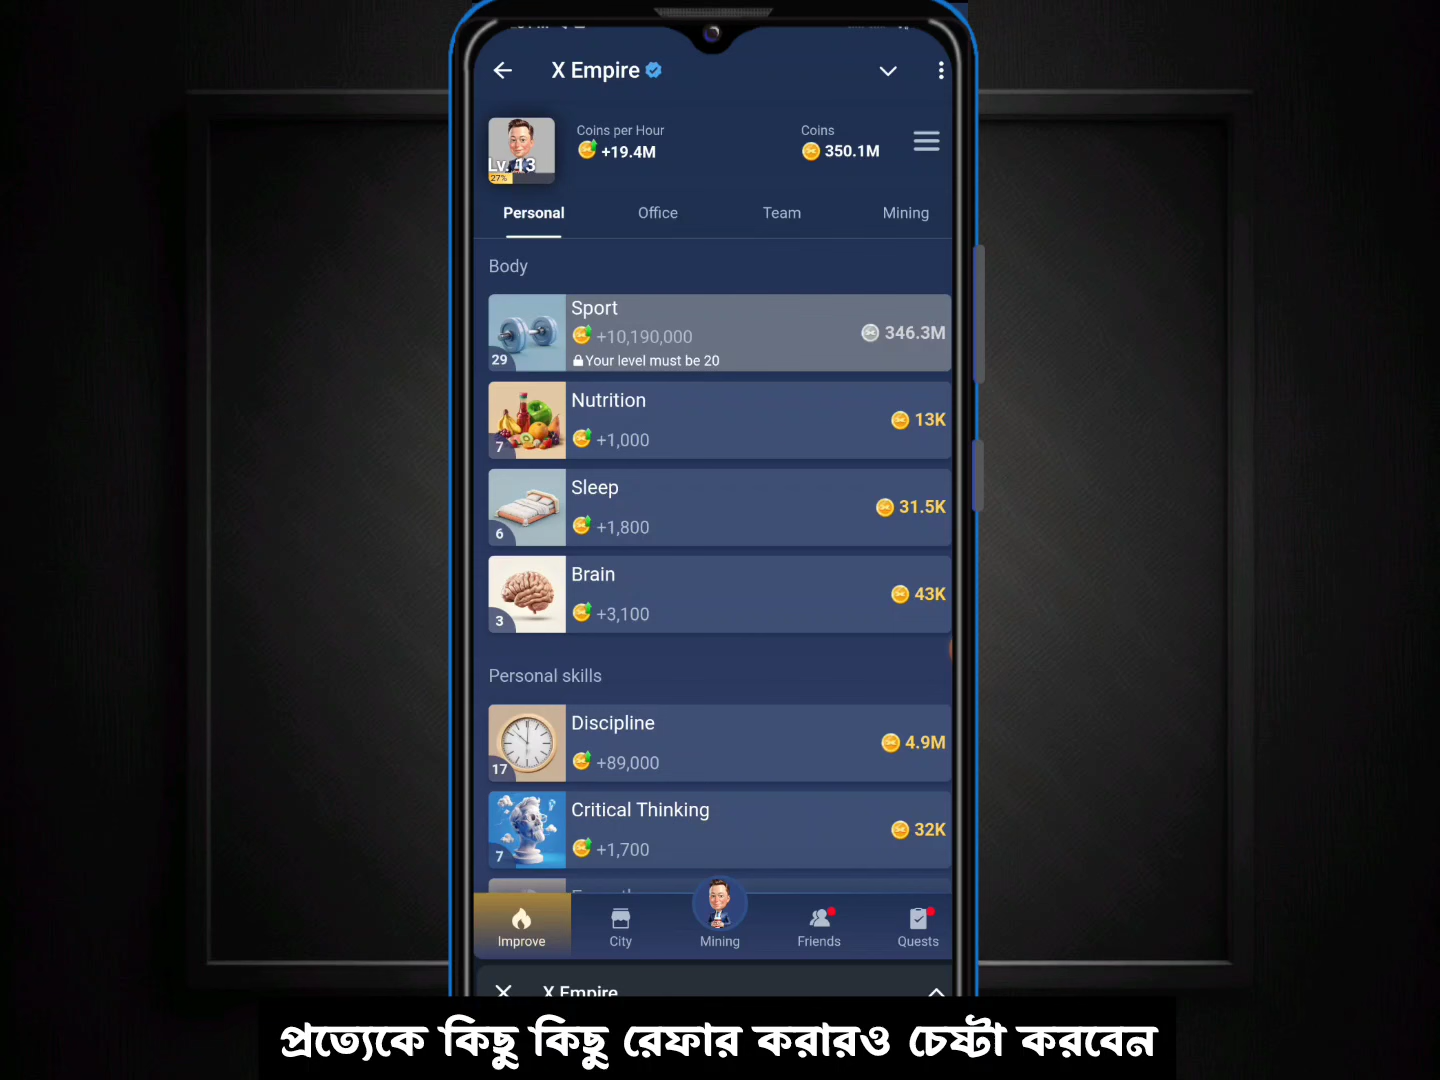 X Empire
Coins per Hour
+19.4M
Coins
350.1M
Lv. 13
27%
Personal
Office
Team
Mining
Body
Sport
+10,190,000
Your level must be 20
346.3M
29
Nutrition
+1,000
13K
7
Sleep
+1,800
31.5K
6
Brain
+3,100
43K
3
Personal skills
Discipline
+89,000
4.9M
17
Critical Thinking
+1,700
32K
7
Improve
City
Mining
Friends
Quests
X Empire
প্রত্যেকে কিছু কিছু রেফার করারও চেষ্টা করবেন